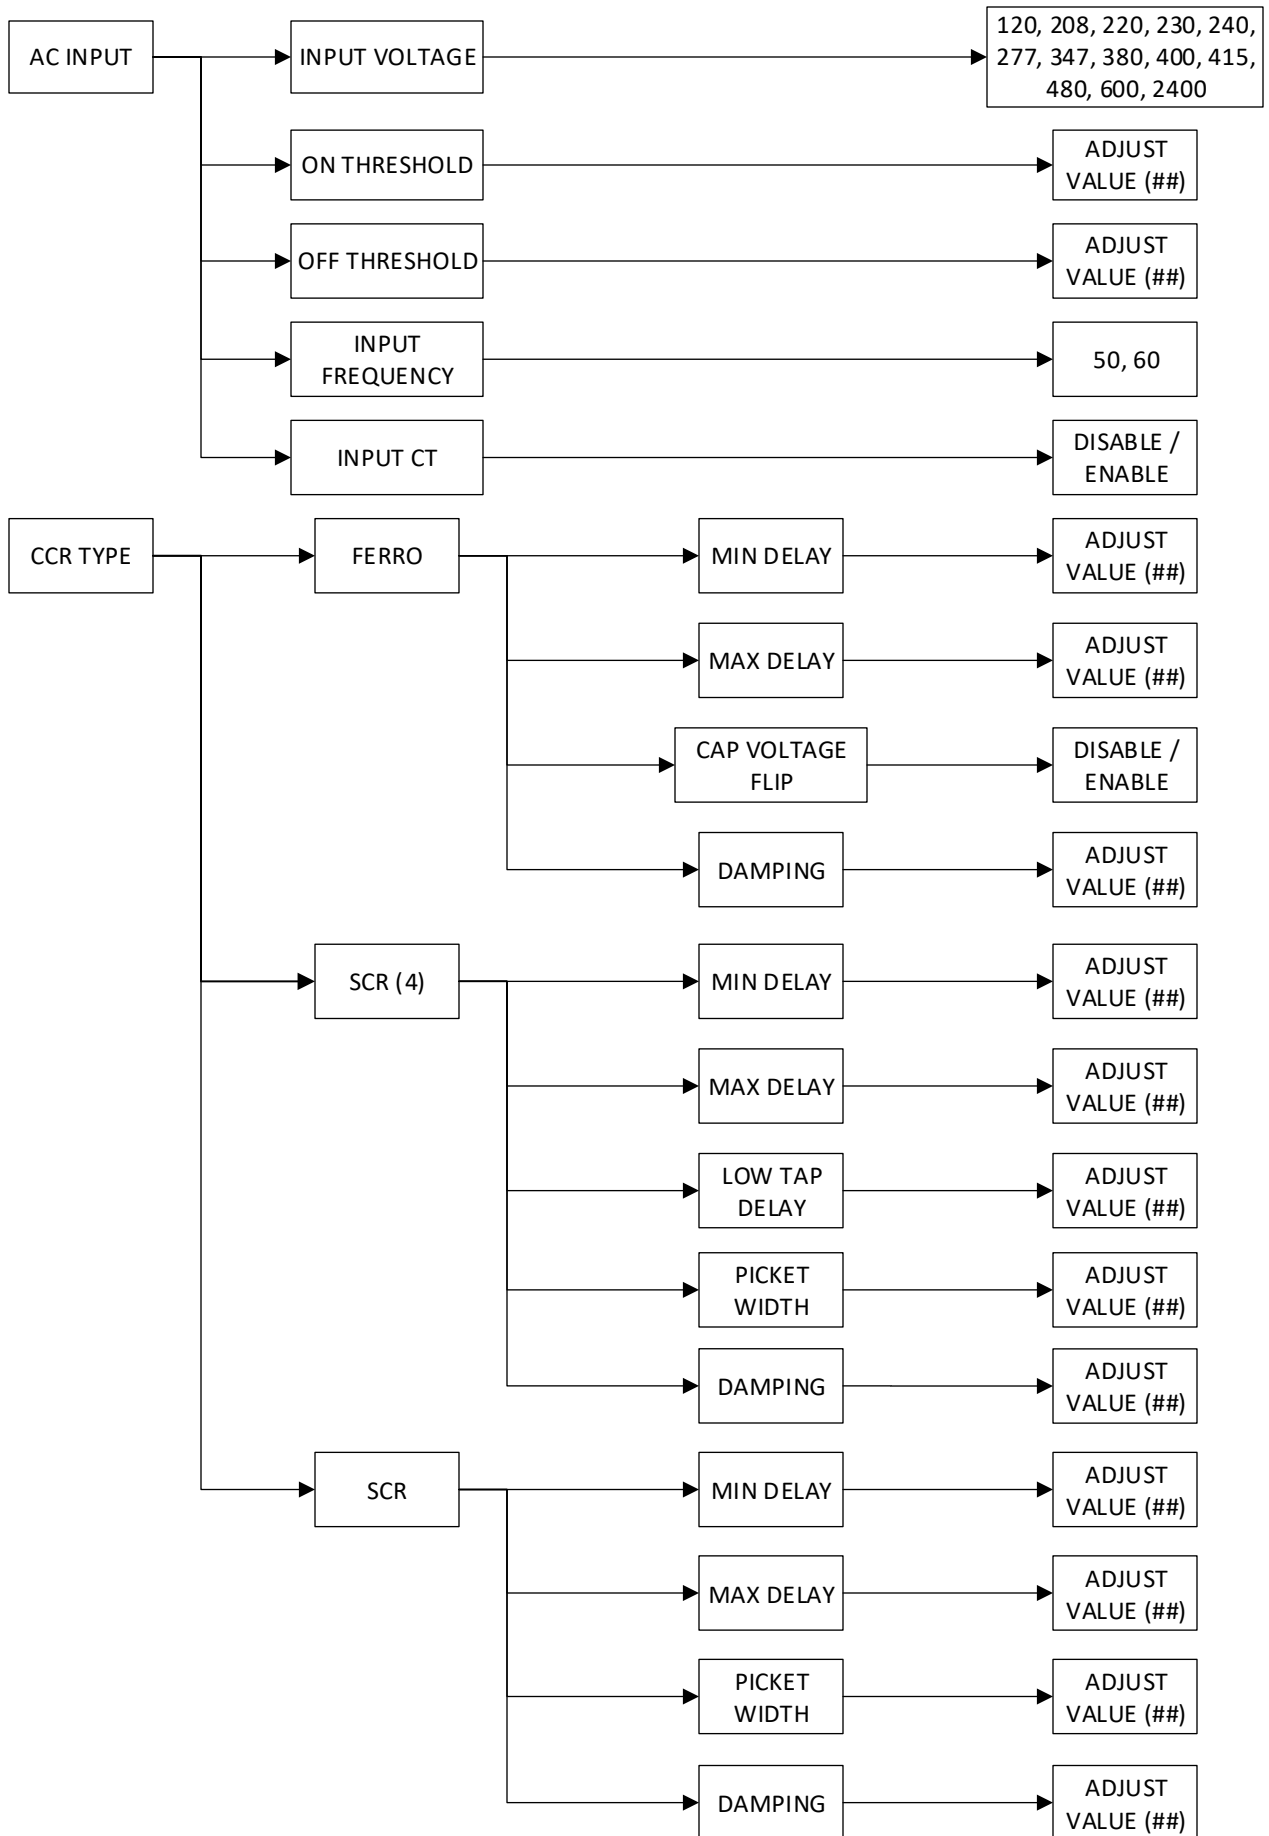 AC INPUT
INPUT VOLTAGE
120, 208, 220, 230, 240,
277, 347, 380, 400, 415,
480, 600, 2400
ON THRESHOLD
ADJUST
VALUE (##)
OFF THRESHOLD
ADJUST
VALUE (##)
INPUT
FREQUENCY
50, 60
INPUT CT
DISABLE /
ENABLE
CCR TYPE
FERRO
MIN DELAY
ADJUST
VALUE (##)
MAX DELAY
ADJUST
VALUE (##)
CAP VOLTAGE
FLIP
DISABLE /
ENABLE
DAMPING
ADJUST
VALUE (##)
SCR (4)
MIN DELAY
ADJUST
VALUE (##)
MAX DELAY
ADJUST
VALUE (##)
LOW TAP
DELAY
ADJUST
VALUE (##)
PICKET
WIDTH
ADJUST
VALUE (##)
DAMPING
ADJUST
VALUE (##)
SCR
MIN DELAY
ADJUST
VALUE (##)
MAX DELAY
ADJUST
VALUE (##)
PICKET
WIDTH
ADJUST
VALUE (##)
DAMPING
ADJUST
VALUE (##)